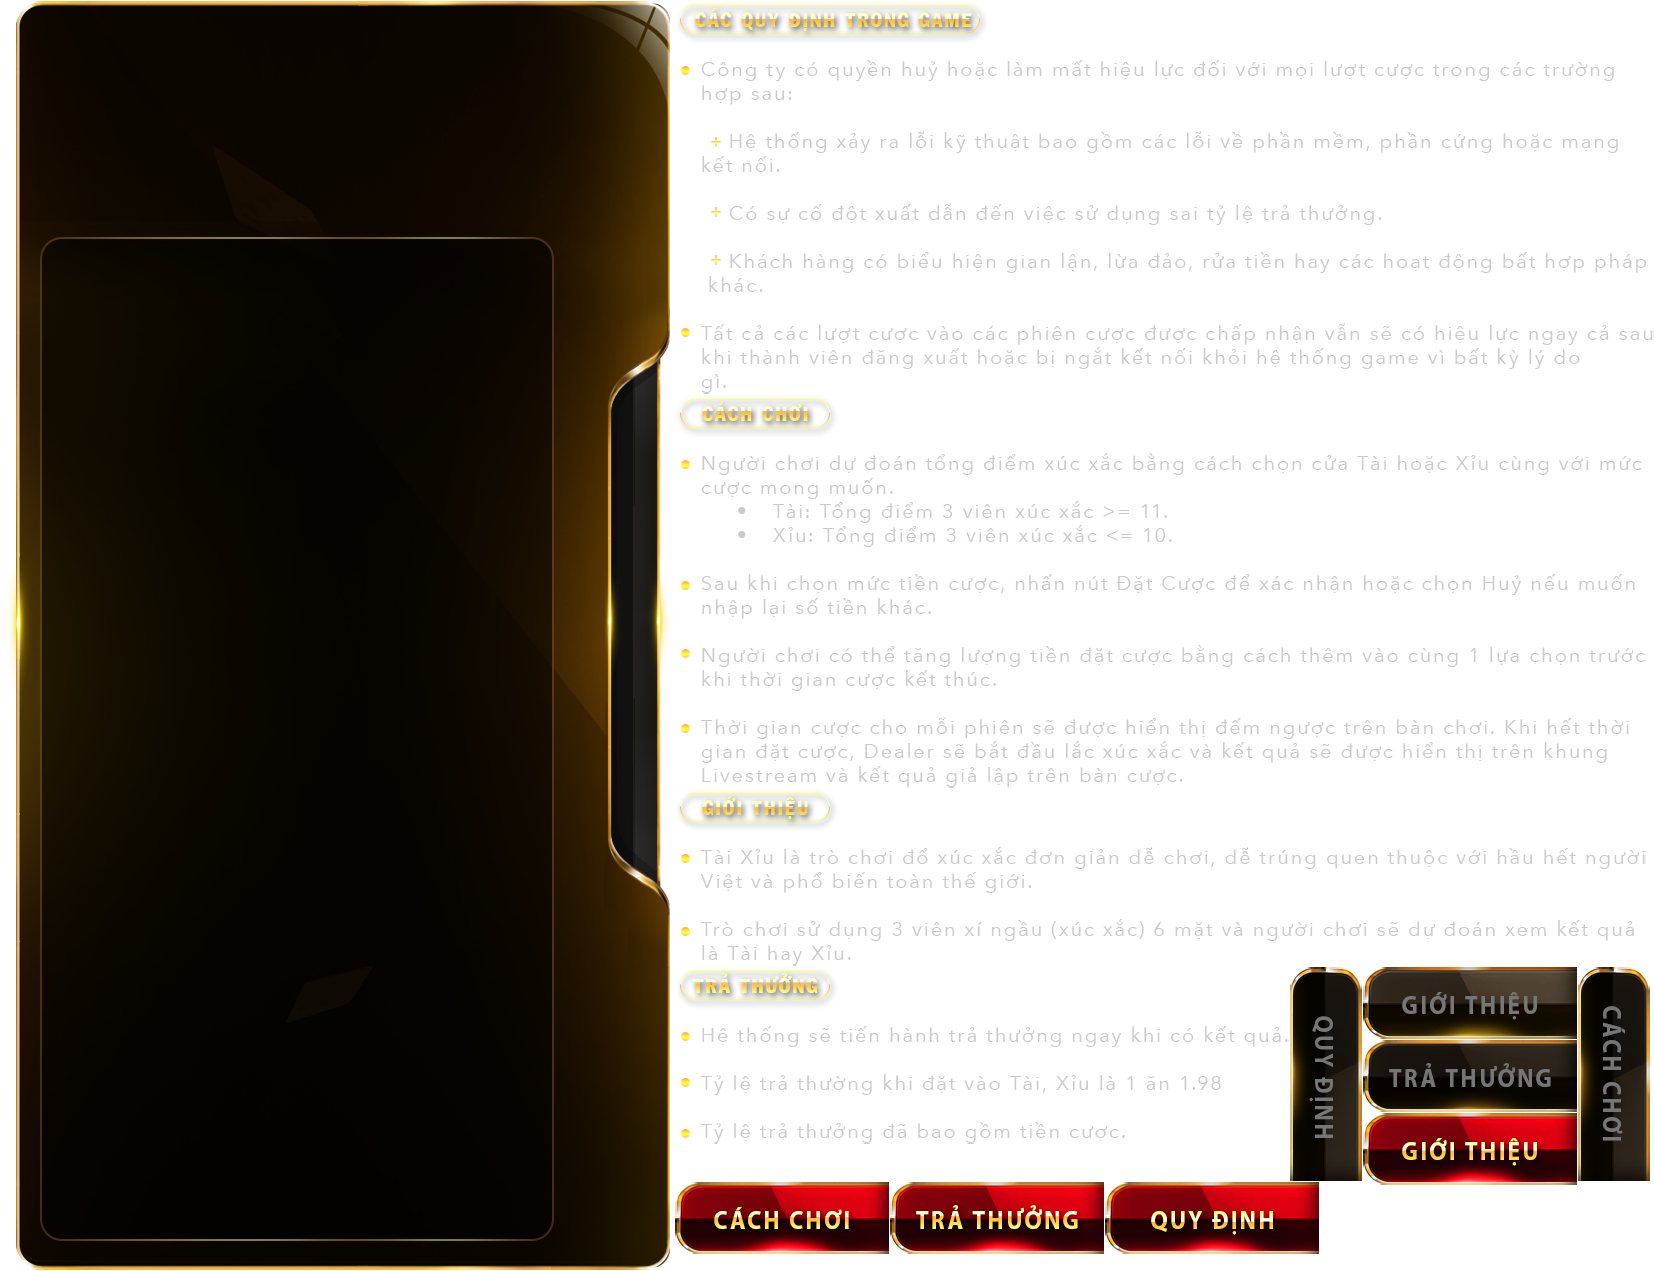 CÁC QUY ĐỊNH TRONG GAME
Công ty có quyền huỷ hoặc làm mất hiệu lực đối với mọi lượt cược trong các trường
hợp sau:
+ Hệ thống xảy ra lỗi kỹ thuật bao gồm các lỗi về phần mềm, phần cứng hoặc mạng
kết nối.
+ Có sự cố đột xuất dẫn đến việc sử dụng sai tỷ lệ trả thưởng.
+ Khách hàng có biểu hiện gian lận, lừa đảo, rửa tiền hay các hoạt động bất hợp pháp
khác.
Tất cả các lượt cược vào các phiên cược được chấp nhận vẫn sẽ có hiệu lực ngay cả sau
khi thành viên đăng xuất hoặc bị ngắt kết nối khỏi hệ thống game vì bất kỳ lý do
gì.
CÁCH CHƠI
Người chơi dự đoán tổng điểm xúc xắc bằng cách chọn cửa Tài hoặc Xỉu cùng với mức
cược mong muốn.
• Tài: Tổng điểm 3 viên xúc xắc >= 11.
• Xỉu: Tổng điểm 3 viên xúc xắc <= 10.
Sau khi chọn mức tiền cược, nhấn nút Đặt Cược để xác nhận hoặc chọn Huỷ nếu muốn
nhập lại số tiền khác.
Người chơi có thể tăng lượng tiền đặt cược bằng cách thêm vào cùng 1 lựa chọn trước
khi thời gian cược kết thúc.
Thời gian cược cho mỗi phiên sẽ được hiển thị đếm ngược trên bàn chơi. Khi hết thời
gian đặt cược, Dealer sẽ bắt đầu lắc xúc xắc và kết quả sẽ được hiển thị trên khung
Livestream và kết quả giả lập trên bàn cược.
GIỚI THIỆU
Tài Xỉu là trò chơi đổ xúc xắc đơn giản dễ chơi, dễ trúng quen thuộc với hầu hết người
Việt và phổ biến toàn thế giới.
Trò chơi sử dụng 3 viên xí ngầu (xúc xắc) 6 mặt và người chơi sẽ dự đoán xem kết quả
là Tài hay Xỉu.
TRẢ THƯỞNG
Hệ thống sẽ tiến hành trả thưởng ngay khi có kết quả.
Tỷ lệ trả thường khi đặt vào Tài, Xỉu là 1 ăn 1.98
Tỷ lệ trả thưởng đã bao gồm tiền cược.
QUY ĐỊNH
GIỚI THIỆU
TRẢ THƯỞNG
GIỚI THIỆU
CÁCH CHƠI
CÁCH CHƠI
TRẢ THƯỞNG
QUY ĐỊNH